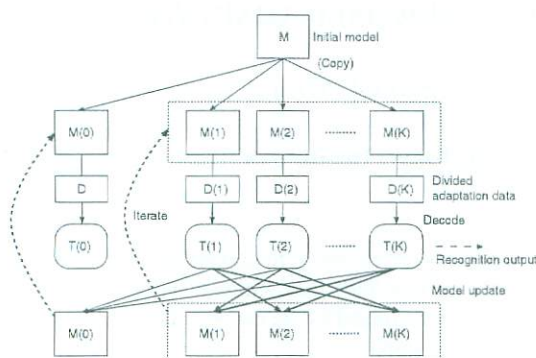 M
Initial model
(Copy)
M(0)
M(1)
M(2)
........
M(K)
D
D(1)
D(2)
D(K)
Divided
adaptation data
Iterate
Decode
T(0)
T(1)
T(2)
........
T(K)
Recognition output
Model update
M(0)
M(1)
M(2)
........
M(K)